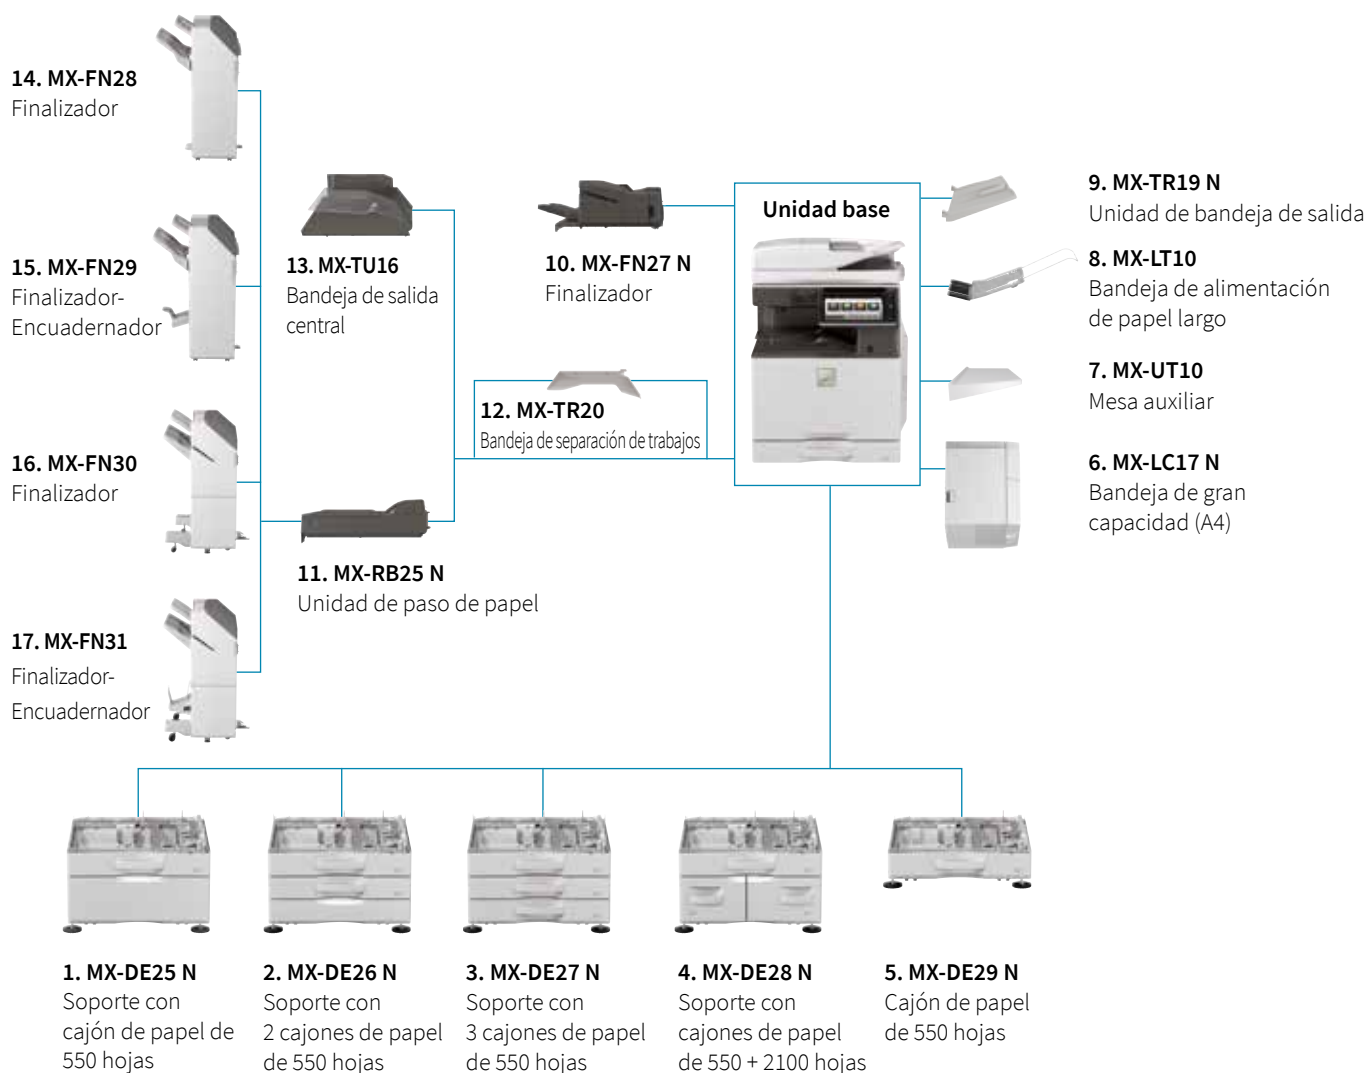 14. MX-FN28
Finalizador
15. MX-FN29
Finalizador-
Encuadernador
16. MX-FN30
Finalizador
17. MX-FN31
Finalizador-
Encuadernador
13. MX-TU16
Bandeja de salida
central
11. MX-RB25 N
Unidad de paso de papel
10. MX-FN27 N
Finalizador
12. MX-TR20
Bandeja de separación de trabajos
Unidad base
9. MX-TR19 N
Unidad de bandeja de salida
8. MX-LT10
Bandeja de alimentación
de papel largo
7. MX-UT10
Mesa auxiliar
6. MX-LC17 N
Bandeja de gran
capacidad (A4)
1. MX-DE25 N
Soporte con
cajón de papel de
550 hojas
2. MX-DE26 N
Soporte con
2 cajones de papel
de 550 hojas
3. MX-DE27 N
Soporte con
3 cajones de papel
de 550 hojas
4. MX-DE28 N
Soporte con
cajones de papel
de 550 + 2100 hojas
5. MX-DE29 N
Cajón de papel
de 550 hojas